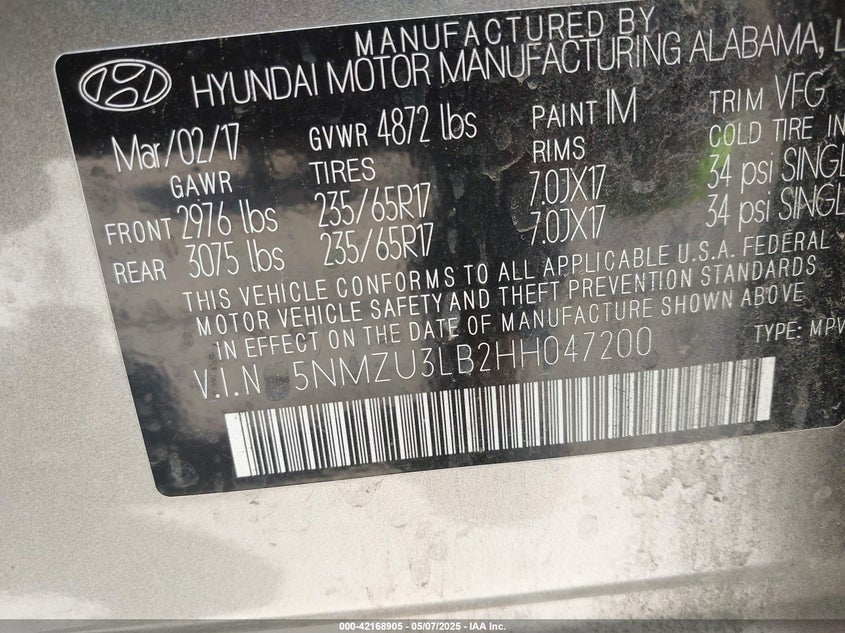 MANUFACTURED BY
HYUNDAI MOTOR MANUFACTURING ALABAMA, L
Mar/02/17 GVWR 4872 lbs PAINT IM TRIM VFG
GAWR TIRES RIMS COLD TIRE IN
FRONT 2976 lbs 235/65R17 7.0JX17 34 psi SINGL
REAR 3075 lbs 235/65R17 7.0JX17 34 psi SINGL
THIS VEHICLE CONFORMS TO ALL APPLICABLE U.S.A. FEDERAL
MOTOR VEHICLE SAFETY AND THEFT PREVENTION STANDARDS
IN EFFECT ON THE DATE OF MANUFACTURE SHOWN ABOVE
V.I.N 5NMZU3LB2HH047200 TYPE: MPV
000-42168905 - 05/07/2025 - IAA Inc.